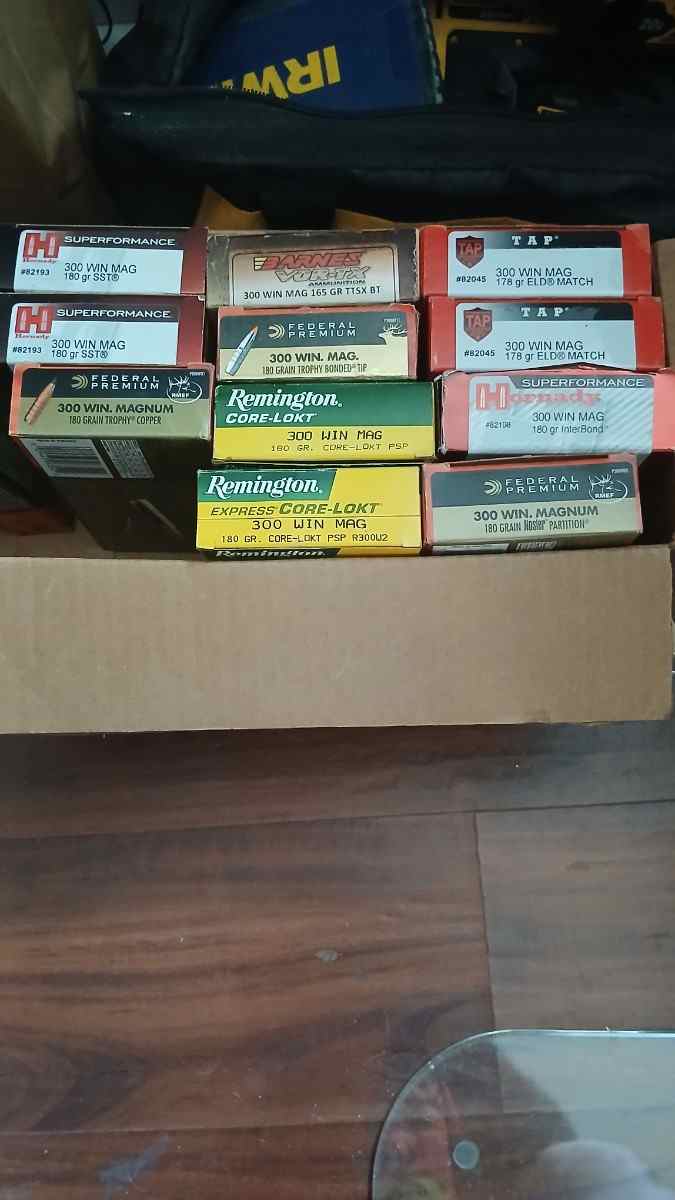 IRWI
SUPERFORMANCE
Hornady
#82193
300 WIN MAG
180 gr SST®
SUPERFORMANCE
Hornady
#82193
300 WIN MAG
180 gr SST®
FEDERAL
PREMIUM
RMEF
300 WIN. MAGNUM
180 GRAIN TROPHY® COPPER
BARNES
VOR-TX
AMMUNITION
300 WIN MAG 165 GR TTSX BT
FEDERAL
PREMIUM
300 WIN. MAG.
180 GRAIN TROPHY BONDED® TIP
Remington®
CORE-LOKT®
300 WIN MAG
180 GR. CORE-LOKT PSP
Remington®
EXPRESS® CORE-LOKT®
300 WIN MAG
180 GR. CORE-LOKT PSP R300W2
Remington
TAP®
TAP
#82045
300 WIN MAG
178 gr ELD® MATCH
TAP®
TAP
#82045
300 WIN MAG
178 gr ELD® MATCH
SUPERFORMANCE
Hornady
#82198
300 WIN MAG
180 gr InterBond®
FEDERAL
PREMIUM
RMEF
300 WIN. MAGNUM
180 GRAIN Nosler® PARTITION®